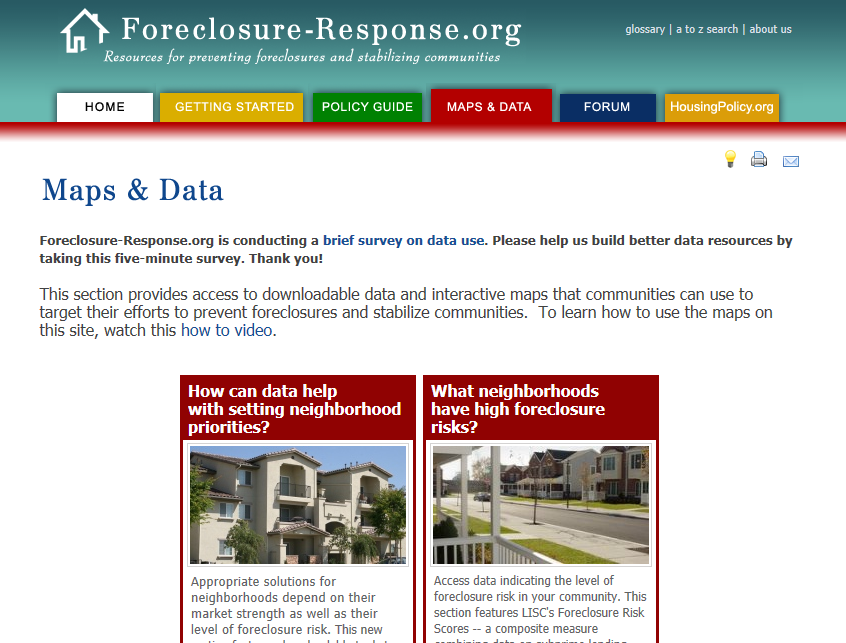 Foreclosure-Response.org
Resources for preventing foreclosures and stabilizing communities
glossary | a to z search | about us
HOME
GETTING STARTED
POLICY GUIDE
MAPS & DATA
FORUM
HousingPolicy.org
Maps & Data
Foreclosure-Response.org is conducting a brief survey on data use. Please help us build better data resources by
taking this five-minute survey. Thank you!
This section provides access to downloadable data and interactive maps that communities can use to
target their efforts to prevent foreclosures and stabilize communities.  To learn how to use the maps on
this site, watch this how to video.
How can data help
with setting neighborhood
priorities?
Appropriate solutions for
neighborhoods depend on their
market strength as well as their
level of foreclosure risk. This new
What neighborhoods
have high foreclosure
risks?
Access data indicating the level of
foreclosure risk in your community. This
section features LISC's Foreclosure Risk
Scores -- a composite measure
combining data on subprime lending,